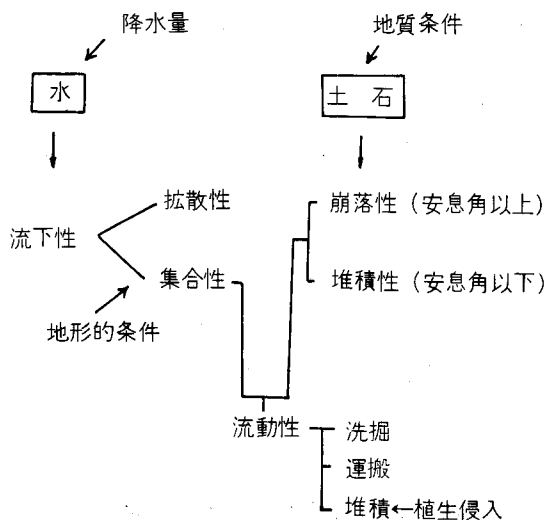 降水量
地質条件
水
土石
拡散性
崩落性（安息角以上）
流下性
集合性
堆積性（安息角以下）
地形的条件
流動性
洗掘
運搬
堆積←植生侵入